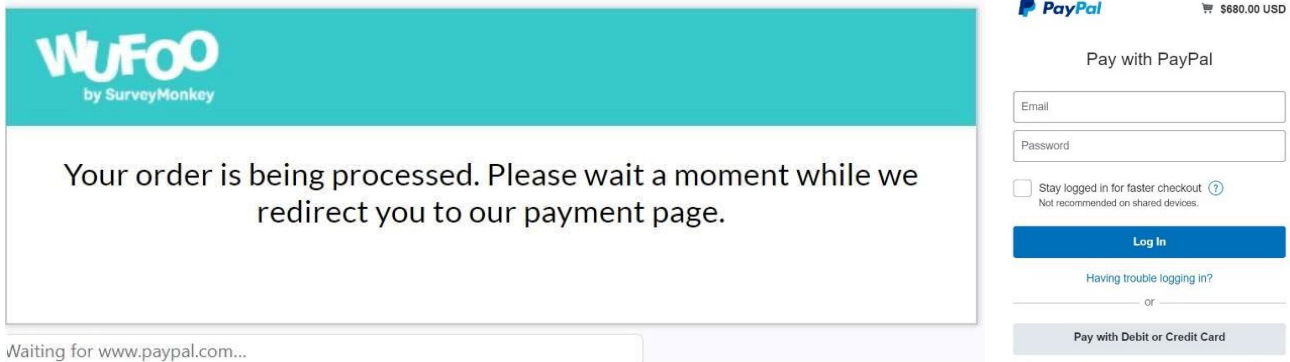 WUFOO
by SurveyMonkey
Your order is being processed. Please wait a moment while we
redirect you to our payment page.
Waiting for www.paypal.com...
PayPal
$680.00 USD
Pay with PayPal
Email
Password
Stay logged in for faster checkout ?
Not recommended on shared devices.
Log In
Having trouble logging in?
or
Pay with Debit or Credit Card